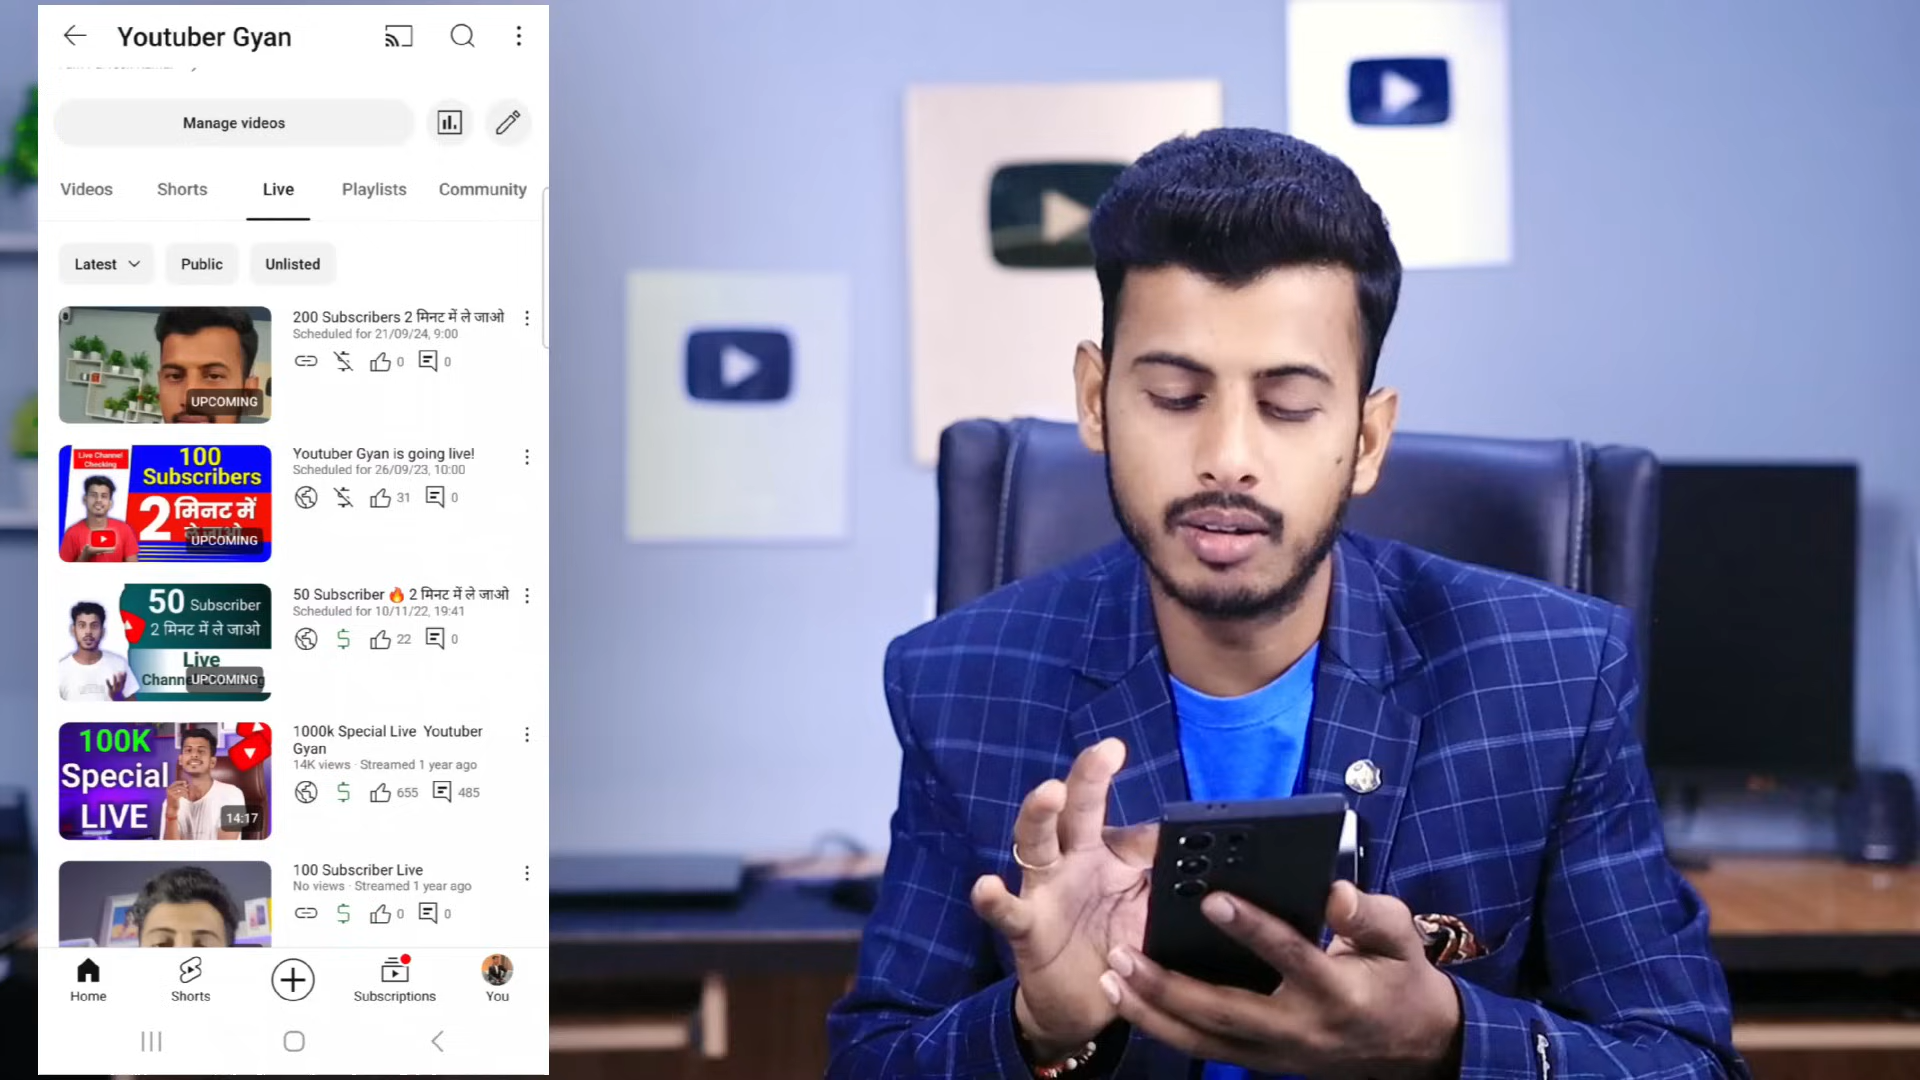 Youtuber Gyan
Manage videos
Videos
Shorts
Live
Playlists
Community
Latest
Public
Unlisted
UPCOMING
200 Subscribers 2 मिनट में ले जाओ
Scheduled for 21/09/24, 9:00
0
0
Live Channel
Checking
100
Subscribers
2 मिनट में
ले जाओ
UPCOMING
Youtuber Gyan is going live!
Scheduled for 26/09/23, 10:00
31
0
50 Subscriber
2 मिनट में ले जाओ
Live
UPCOMING
50 Subscriber 🔥 2 मिनट में ले जाओ
Scheduled for 10/11/22, 19:41
22
0
100K
Special
LIVE
14:17
1000k Special Live Youtuber
Gyan
14K views · Streamed 1 year ago
655
485
100 Subscriber Live
No views · Streamed 1 year ago
0
0
Home
Shorts
Subscriptions
You